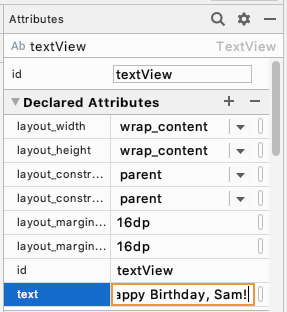 Attributes
Ab textView TextView
id textView
Declared Attributes
layout_width wrap_content
layout_height wrap_content
layout_constr... parent
layout_constr... parent
layout_margin... 16dp
layout_margin... 16dp
id textView
text appy Birthday, Sam!